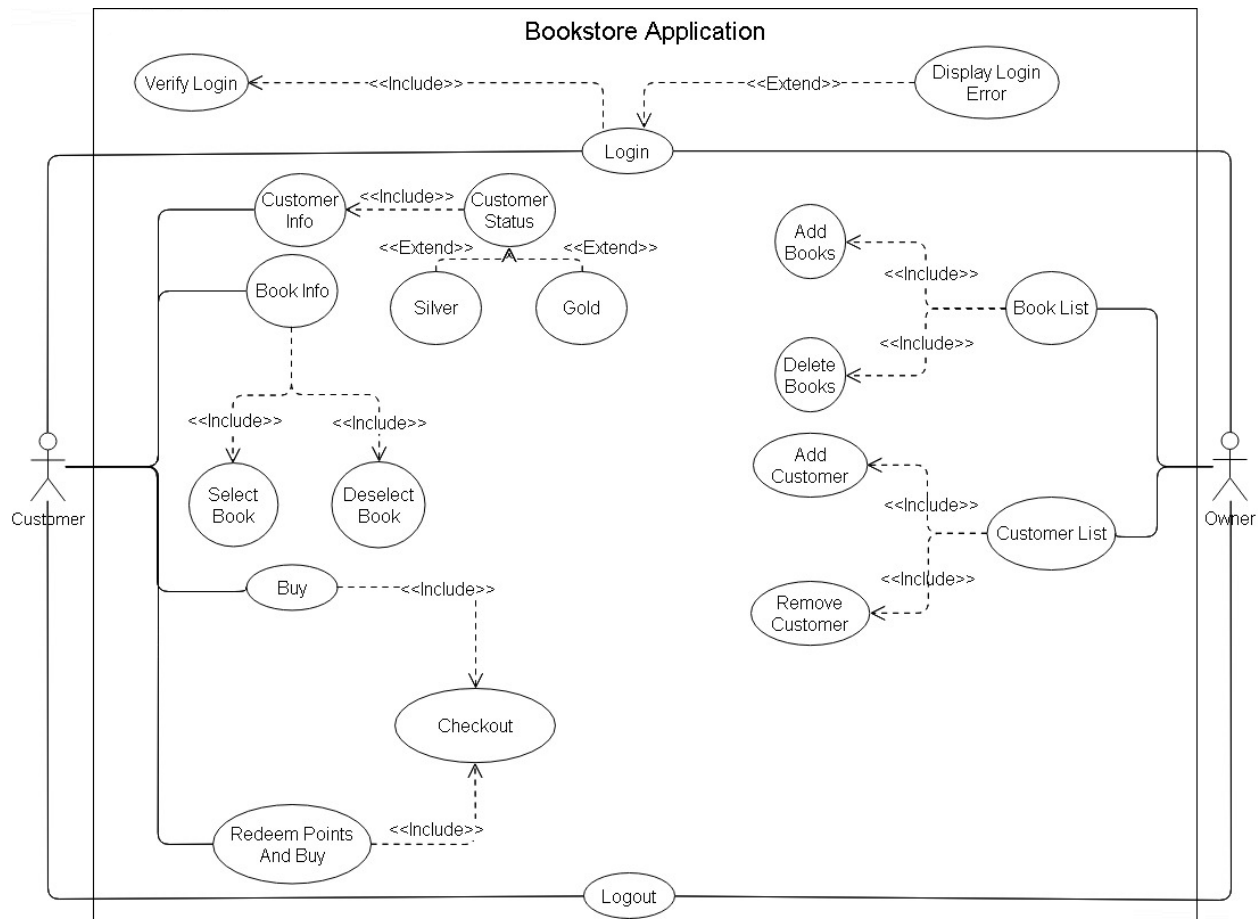 Bookstore Application
Verify Login
<<Include>>
<<Extend>>
Display Login
Error
Login
Customer
Info
<<Include>>
Customer
Status
<<Extend>>
<<Extend>>
Silver
Gold
Book Info
<<Include>>
<<Include>>
Select
Book
Deselect
Book
Add
Books
<<Include>>
Book List
<<Include>>
Delete
Books
Add
Customer
<<Include>>
Customer List
<<Include>>
Remove
Customer
Customer
Owner
Buy
<<Include>>
Checkout
Redeem Points
And Buy
<<Include>>
Logout